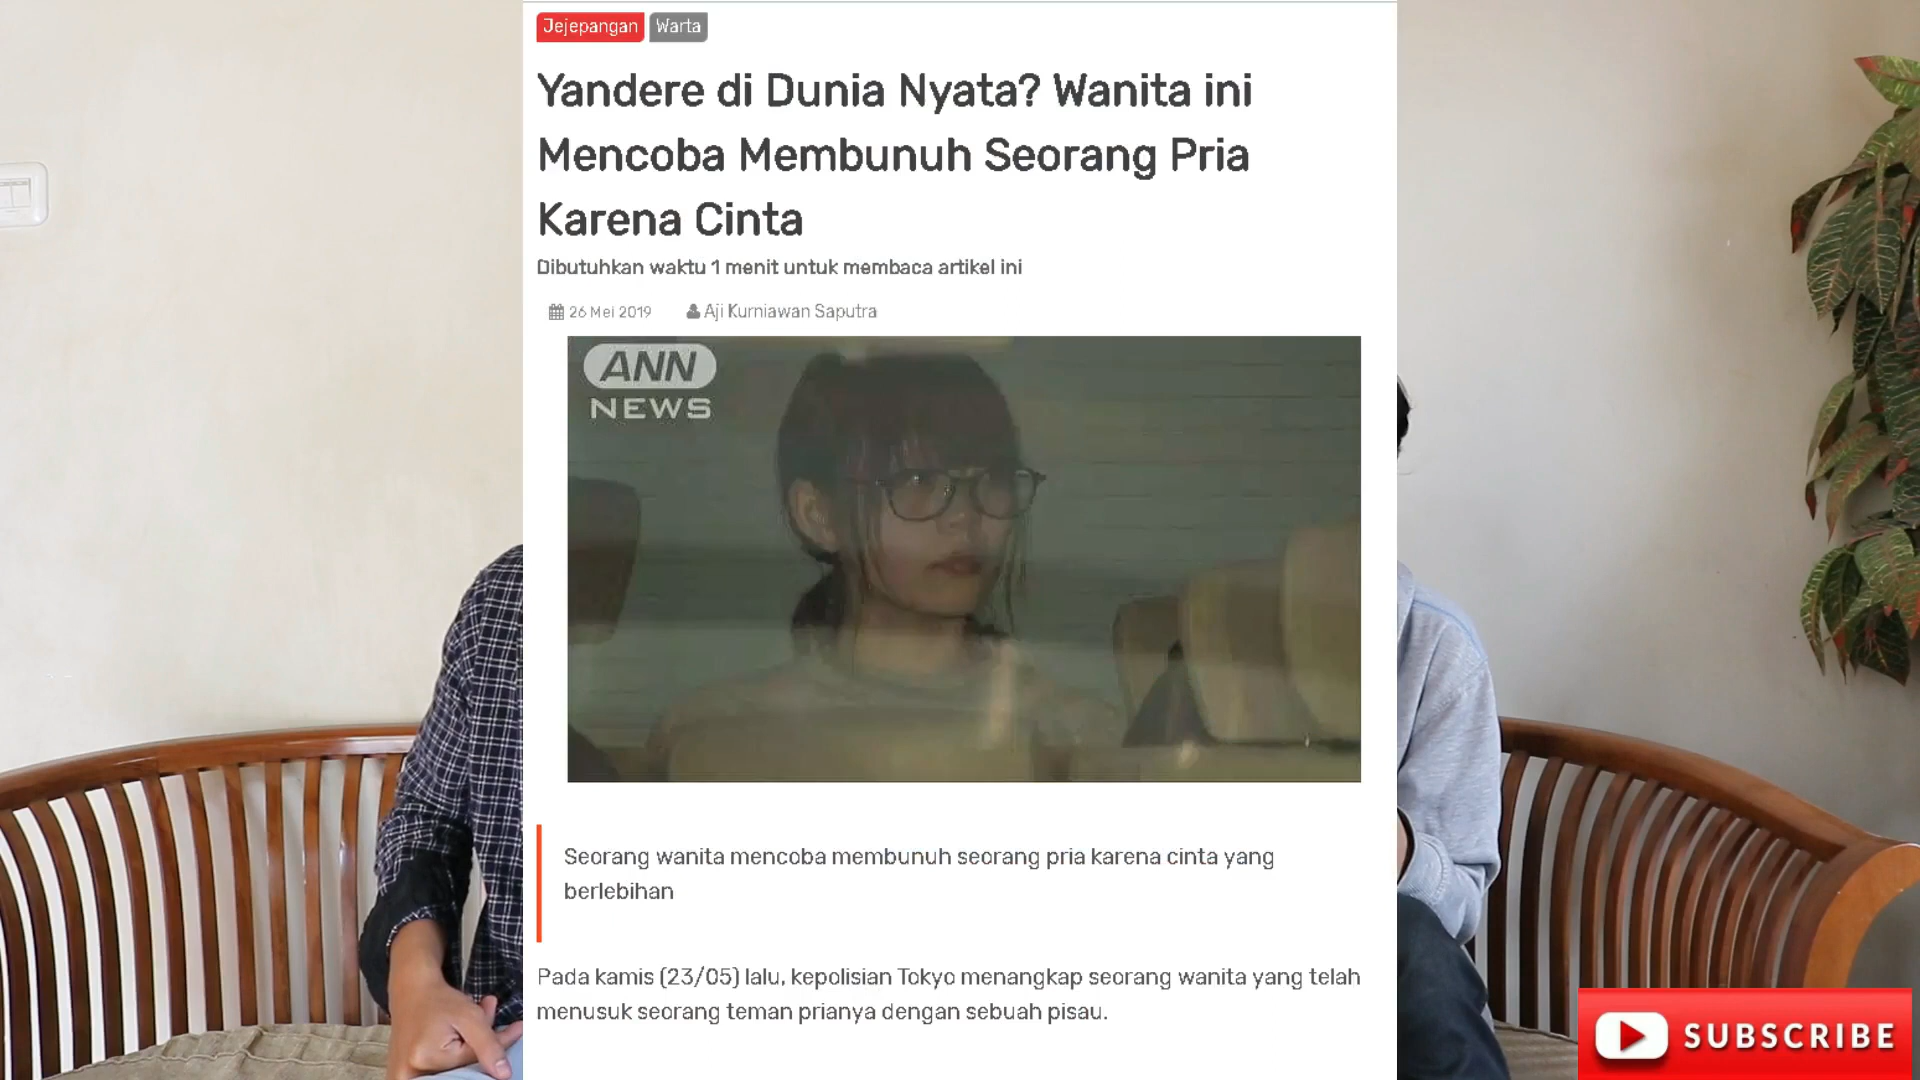 Jejepangan Warta
Yandere di Dunia Nyata? Wanita ini
Mencoba Membunuh Seorang Pria
Karena Cinta
Dibutuhkan waktu 1 menit untuk membaca artikel ini
26 Mei 2019 Aji Kurniawan Saputra
ANN
NEWS
Seorang wanita mencoba membunuh seorang pria karena cinta yang
berlebihan
Pada kamis (23/05) lalu, kepolisian Tokyo menangkap seorang wanita yang telah
menusuk seorang teman prianya dengan sebuah pisau.
SUBSCRIBE